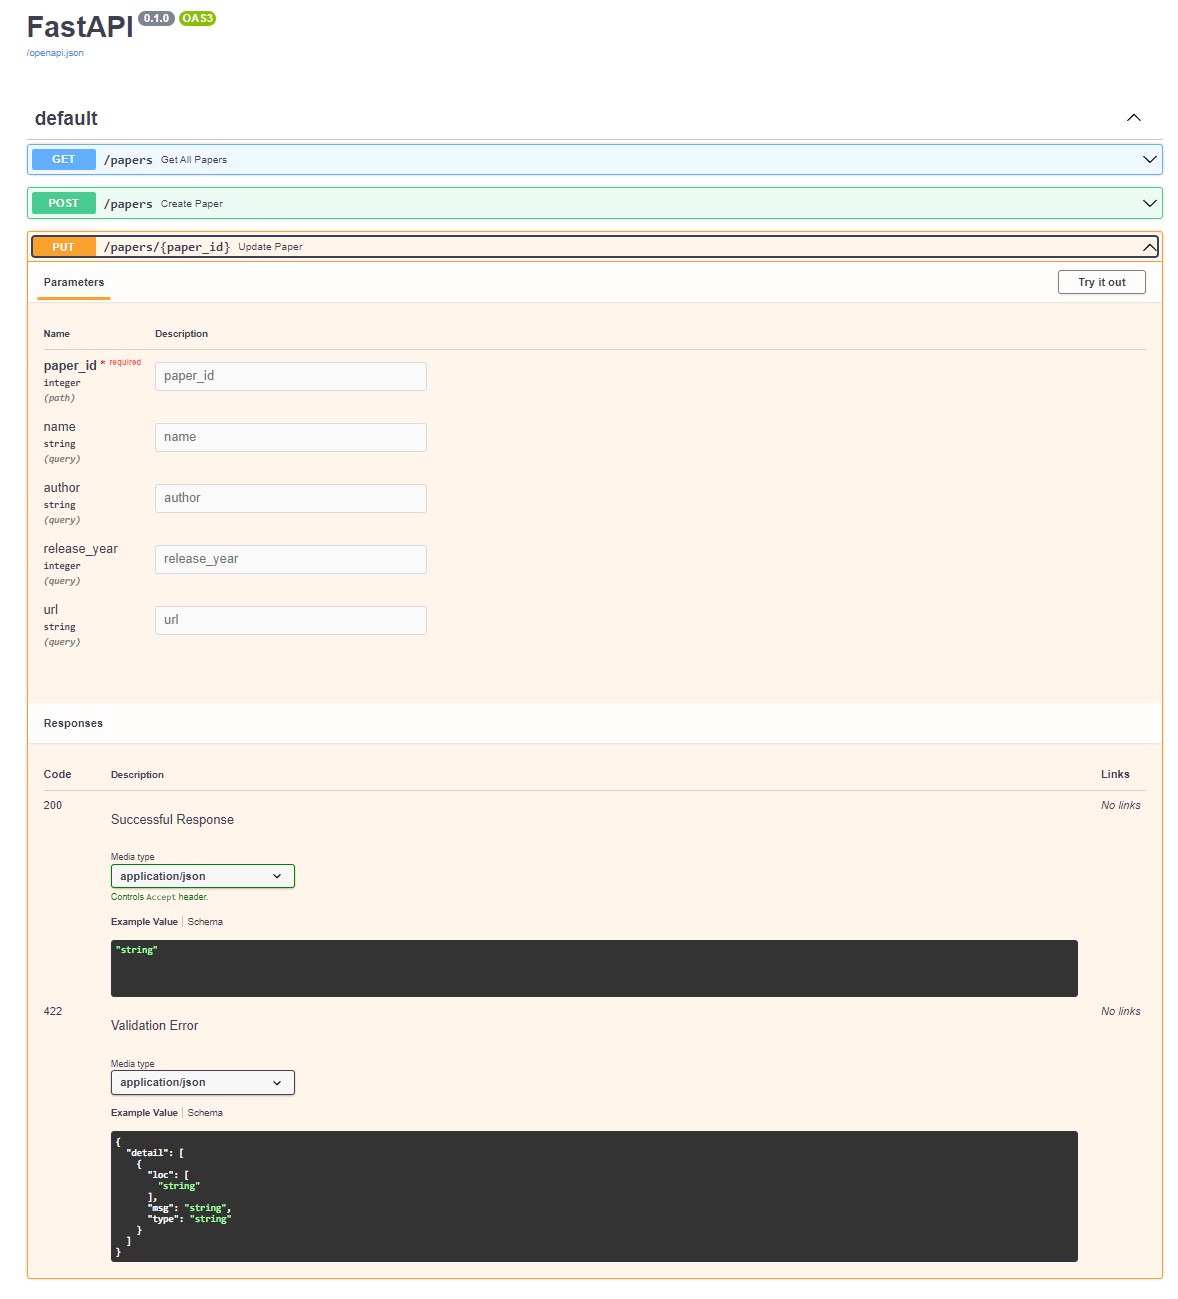 FastAPI 0.1.0 OAS3
/openapi.json
default
GET /papers Get All Papers
POST /papers Create Paper
PUT /papers/{paper_id} Update Paper
Parameters Try it out
Name Description
paper_id * required paper_id
integer
(path)
name name
string
(query)
author author
string
(query)
release_year release_year
integer
(query)
url url
string
(query)
Responses
Code Description Links
200 No links
Successful Response
Media type
application/json
Controls Accept header.
Example Value | Schema
"string"
422 No links
Validation Error
Media type
application/json
Example Value | Schema
{
  "detail": [
    {
      "loc": [
        "string"
      ],
      "msg": "string",
      "type": "string"
    }
  ]
}